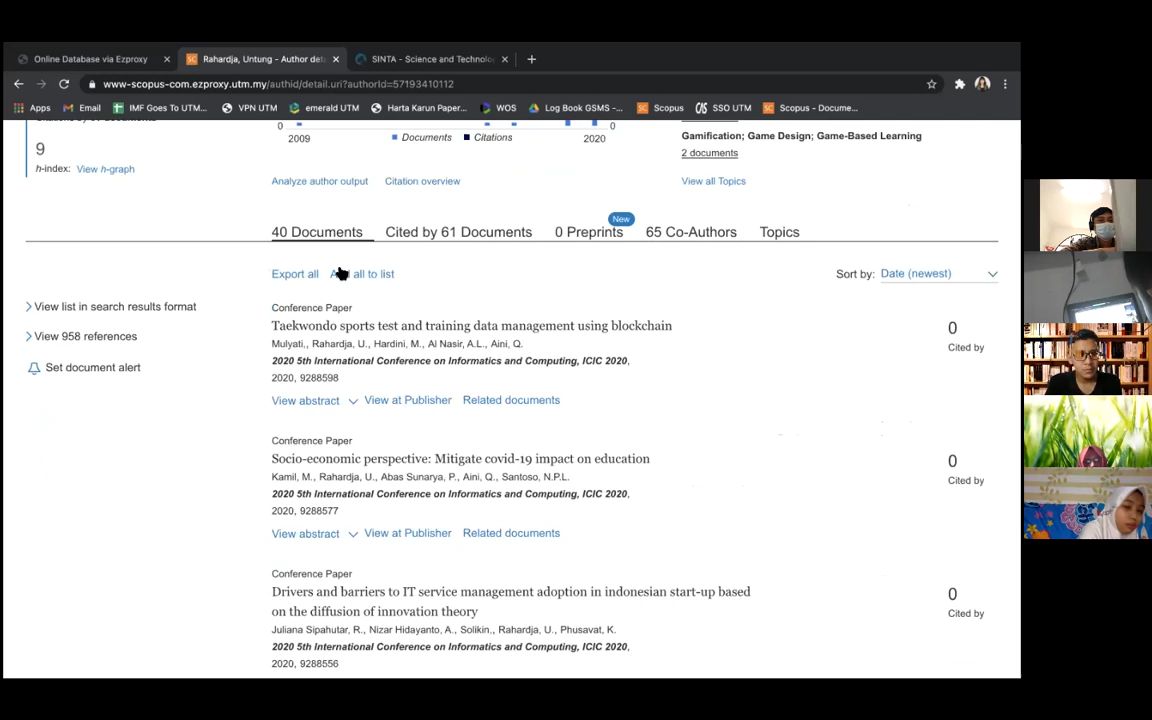 Online Database via Ezproxy
Rahardja, Untung - Author det
SINTA - Science and Technolo
www-scopus-com.ezproxy.utm.my/authid/detail.uri?authorId=57193410112
Apps Email IMF Goes To UTM... VPN UTM emerald UTM Harta Karun Paper... WOS Log Book GSMS -... Scopus SSO UTM Scopus - Docume...
9
h-index: View h-graph
0 0
2009 Documents Citations 2020
Gamification; Game Design; Game-Based Learning
2 documents
Analyze author output Citation overview View all Topics
New
40 Documents Cited by 61 Documents 0 Preprints 65 Co-Authors Topics
Export all all to list Sort by: Date (newest)
View list in search results format
View 958 references
Set document alert
Conference Paper
Taekwondo sports test and training data management using blockchain
Mulyati,, Rahardja, U., Hardini, M., Al Nasir, A.L., Aini, Q.
2020 5th International Conference on Informatics and Computing, ICIC 2020,
2020, 9288598
View abstract View at Publisher Related documents
0
Cited by
Conference Paper
Socio-economic perspective: Mitigate covid-19 impact on education
Kamil, M., Rahardja, U., Abas Sunarya, P., Aini, Q., Santoso, N.P.L.
2020 5th International Conference on Informatics and Computing, ICIC 2020,
2020, 9288577
View abstract View at Publisher Related documents
0
Cited by
Conference Paper
Drivers and barriers to IT service management adoption in indonesian start-up based
on the diffusion of innovation theory
Juliana Sipahutar, R., Nizar Hidayanto, A., Solikin,, Rahardja, U., Phusavat, K.
2020 5th International Conference on Informatics and Computing, ICIC 2020,
2020, 9288556
0
Cited by